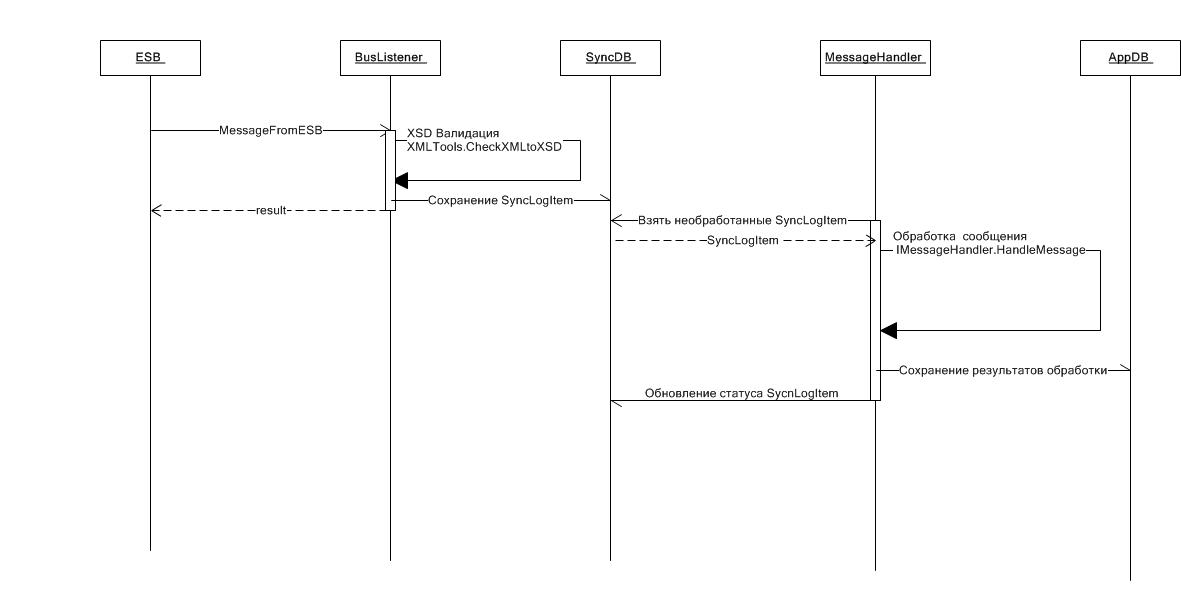 ESB
BusListener
SyncDB
MessageHandler
AppDB
MessageFromESB
XSD Валидация
XMLTools.CheckXMLtoXSD
Сохранение SyncLogItem
result
Взять необработанные SyncLogItem
SyncLogItem
Обработка сообщения
IMessageHandler.HandleMessage
Сохранение результатов обработки
Обновление статуса SycnLogItem